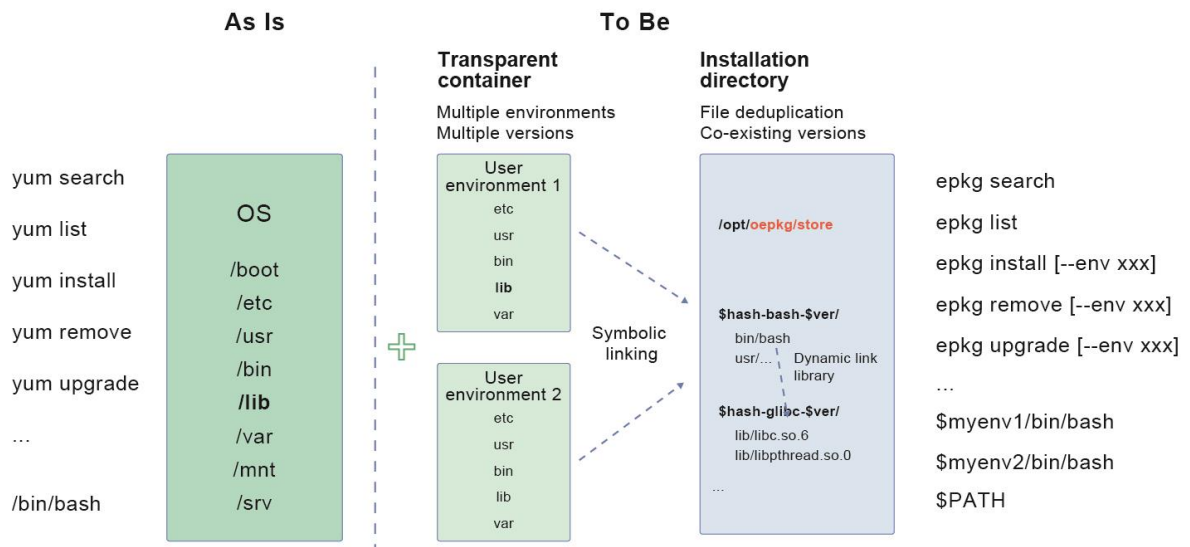 As Is
To Be
Transparent
container
Multiple environments
Multiple versions
Installation
directory
File deduplication
Co-existing versions
yum search
yum list
yum install
yum remove
yum upgrade
...
/bin/bash
OS
/boot
/etc
/usr
/bin
/lib
/var
/mnt
/srv
User
environment 1
etc
usr
bin
lib
var
User
environment 2
etc
usr
bin
lib
var
Symbolic
linking
/opt/oepkg/store
$hash-bash-$ver/
bin/bash
usr/...
Dynamic link
library
$hash-glibc-$ver/
lib/libc.so.6
lib/libpthread.so.0
...
epkg search
epkg list
epkg install [--env xxx]
epkg remove [--env xxx]
epkg upgrade [--env xxx]
...
$myenv1/bin/bash
$myenv2/bin/bash
$PATH